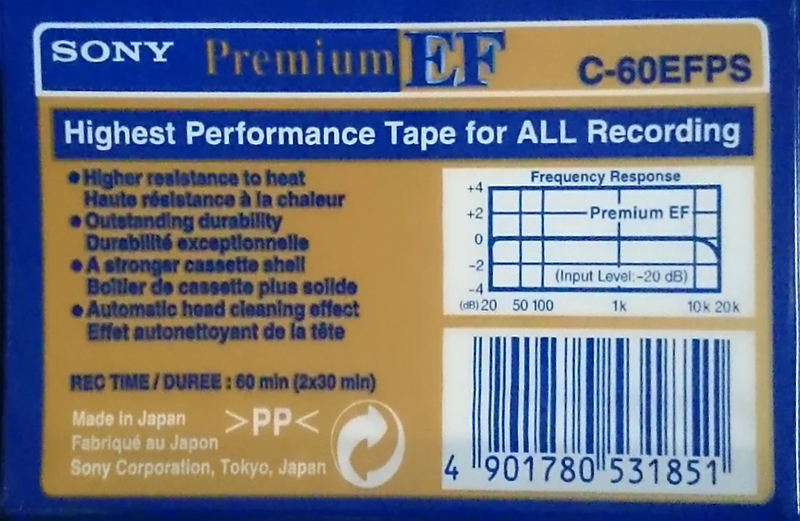 SONY Premium EF C-60EFPS
Highest Performance Tape for ALL Recording
• Higher resistance to heat
Haute résistance à la chaleur
• Outstanding durability
Durabilité exceptionnelle
• A stronger cassette shell
Boîtier de cassette plus solide
• Automatic head cleaning effect
Effet autonettoyant de la tête
REC TIME / DUREE : 60 min (2x30 min)
Made in Japan
Fabriqué au Japon
Sony Corporation, Tokyo, Japan
>PP<
Frequency Response
+4
+2
Premium EF
0
-2
(Input Level:-20 dB)
-4
(dB) 20 50 100 1k 10k 20k
4 901780 531851